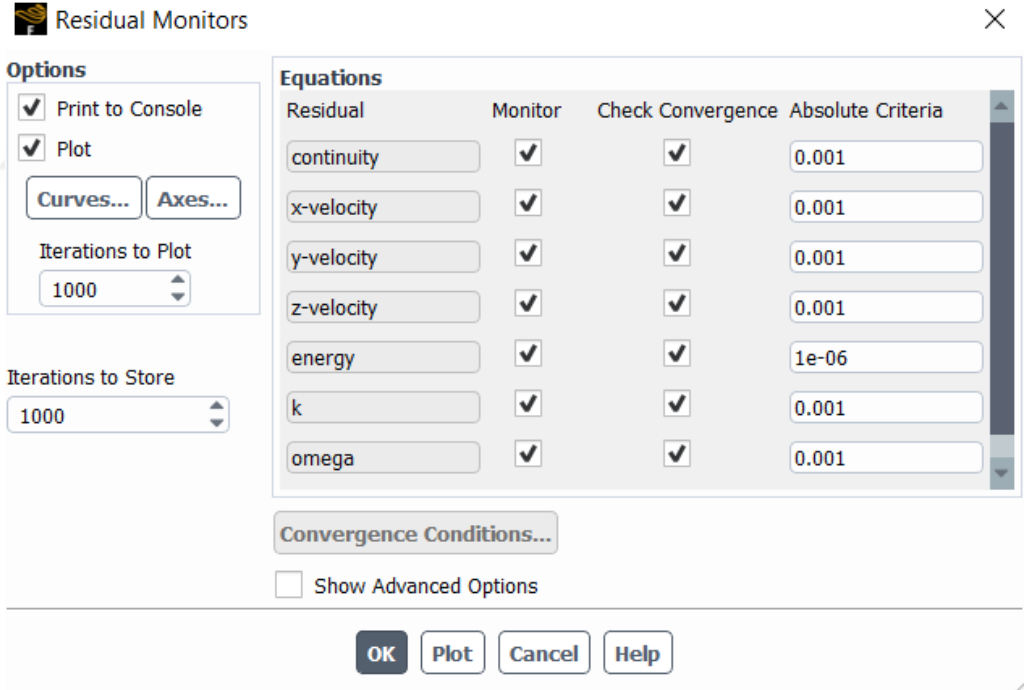 Residual Monitors
Options
Print to Console
Plot
Curves... Axes...
Iterations to Plot
1000
Iterations to Store
1000
Equations
Residual Monitor Check Convergence Absolute Criteria
continuity 0.001
x-velocity 0.001
y-velocity 0.001
z-velocity 0.001
energy 1e-06
k 0.001
omega 0.001
Convergence Conditions...
Show Advanced Options
OK Plot Cancel Help